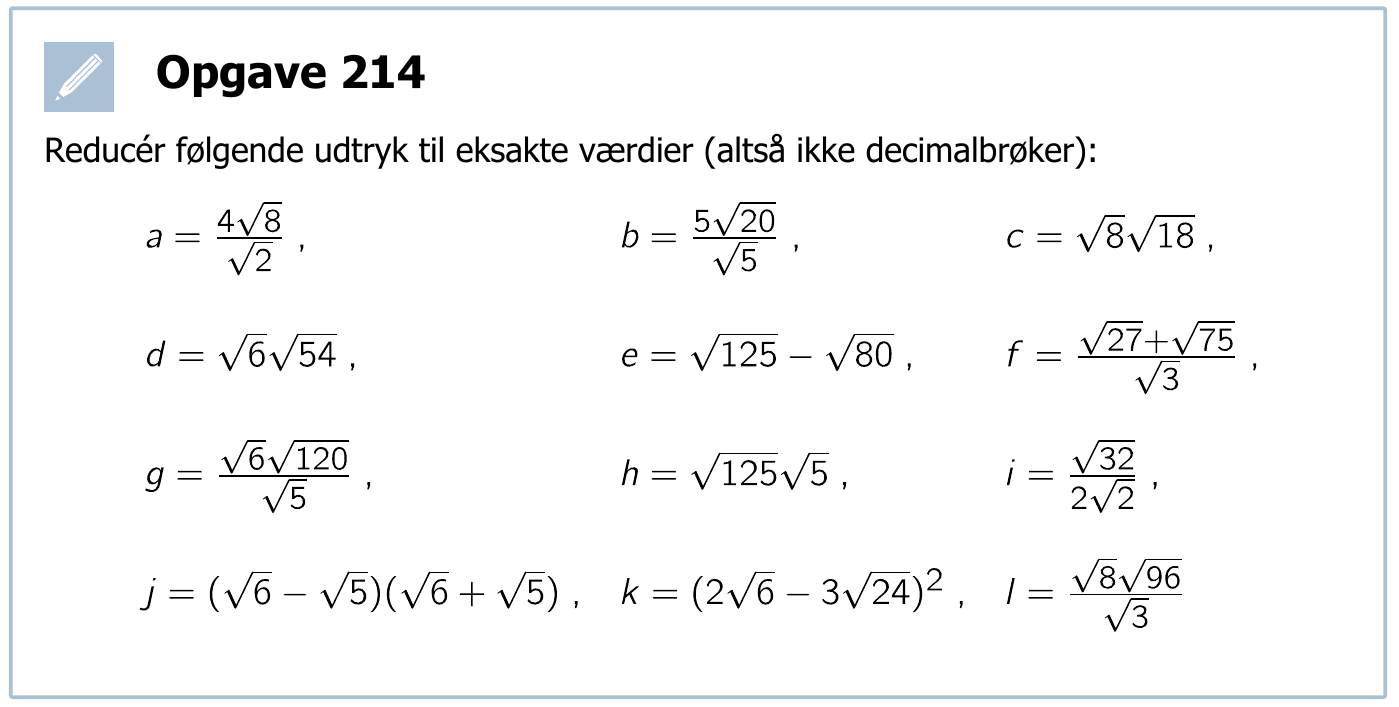 Opgave 214
Reducér følgende udtryk til eksakte værdier (altså ikke decimalbrøker):
a = \frac{4\sqrt{8}}{\sqrt{2}} , b = \frac{5\sqrt{20}}{\sqrt{5}} , c = \sqrt{8}\sqrt{18} ,
d = \sqrt{6}\sqrt{54} , e = \sqrt{125} − \sqrt{80} , f = \frac{\sqrt{27}+\sqrt{75}}{\sqrt{3}} ,
g = \frac{\sqrt{6}\sqrt{120}}{\sqrt{5}} , h = \sqrt{125}\sqrt{5} , i = \frac{\sqrt{32}}{2\sqrt{2}} ,
j = (\sqrt{6} − \sqrt{5})(\sqrt{6} + \sqrt{5}) , k = (2\sqrt{6} − 3\sqrt{24})^2 , l = \frac{\sqrt{8}\sqrt{96}}{\sqrt{3}}